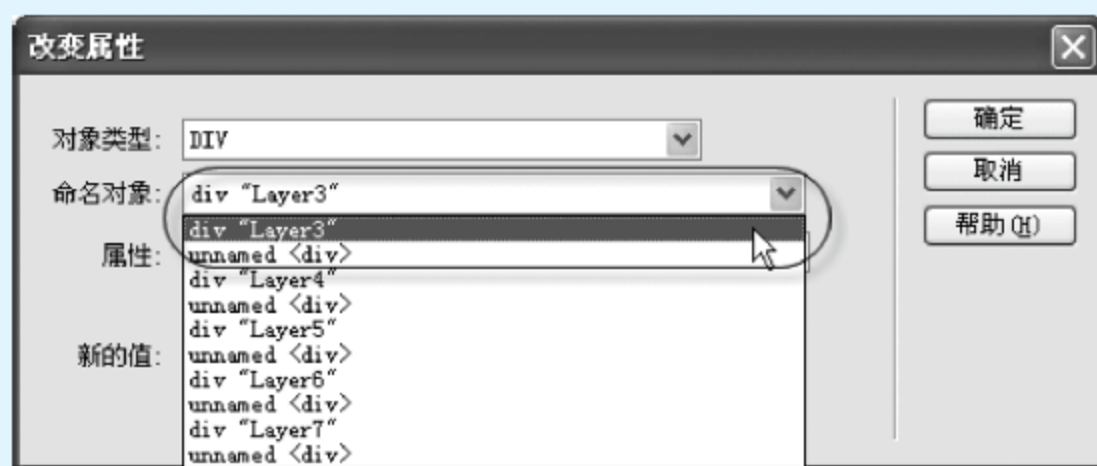 改变属性
对象类型: DIV
确定
命名对象: div "Layer3"
取消
div "Layer3"
帮助(H)
属性: unnamed <div>
div "Layer4"
unnamed <div>
div "Layer5"
新的值: unnamed <div>
div "Layer6"
unnamed <div>
div "Layer7"
unnamed <div>